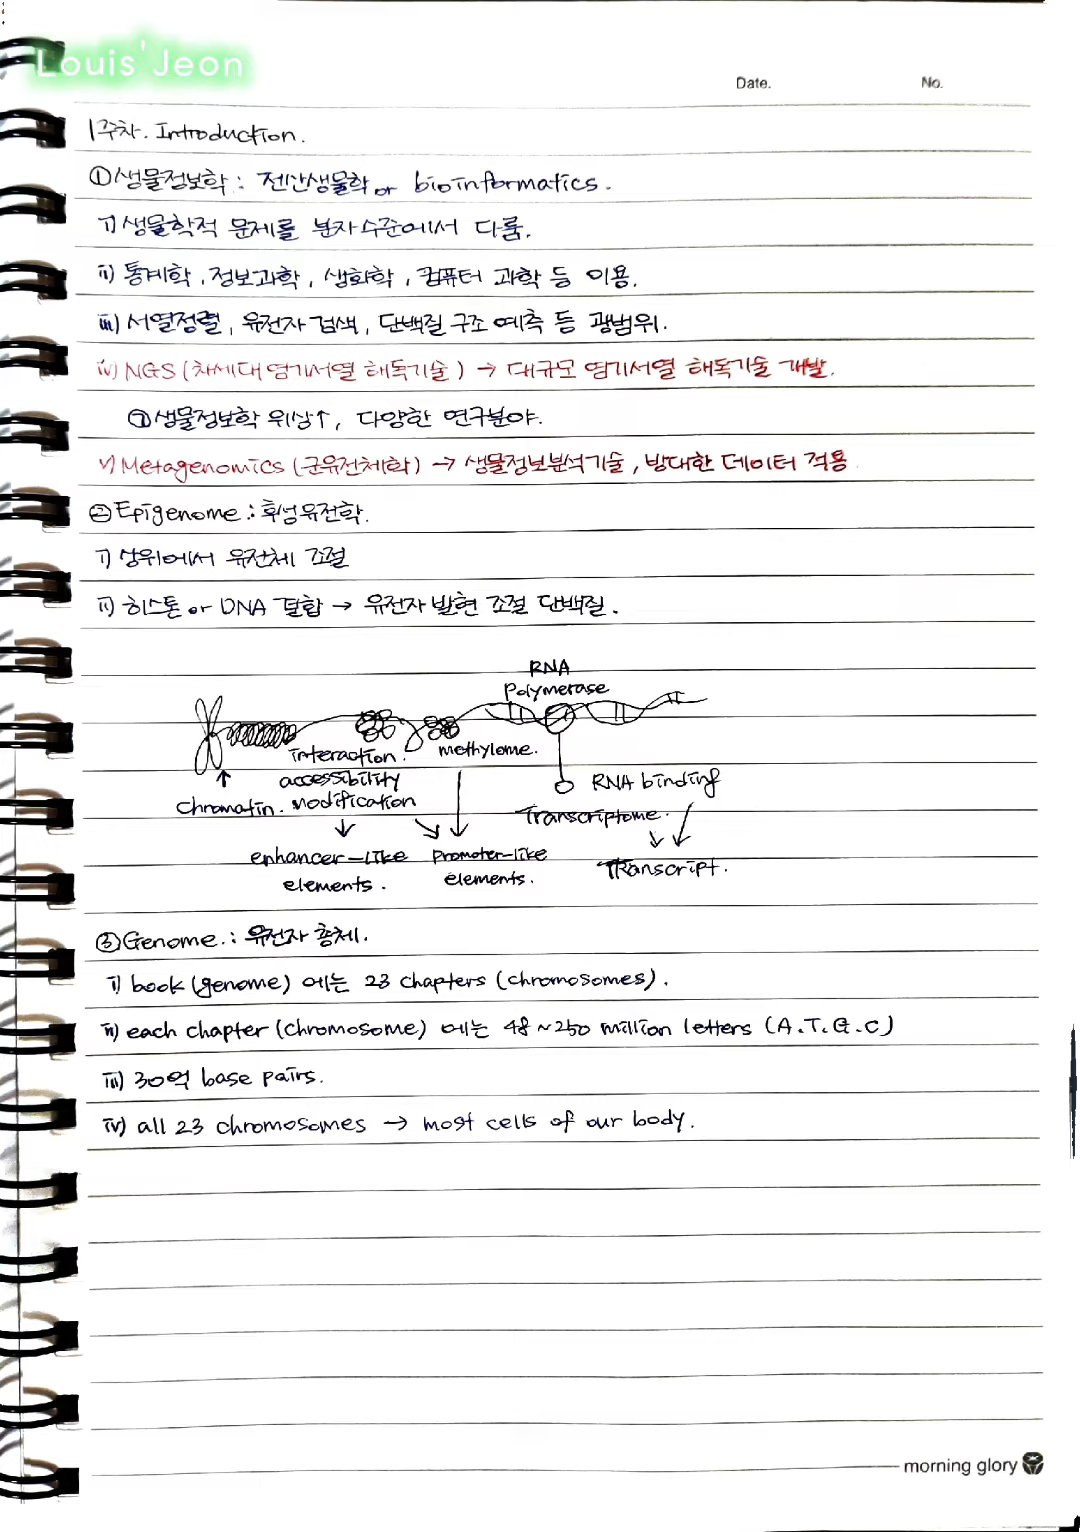 Louis'Jeon
Date. No.
1주차. Introduction.
①생물정보학 : 전산생물학 or bioinformatics.
i) 생물학적 문제를 분자수준에서 다룸.
ii) 통계학, 정보과학, 생화학, 컴퓨터 과학 등 이용.
iii) 서열정렬, 유전자 검색, 단백질 구조 예측 등 광범위.
iv) NGS (차세대 염기서열 해독기술) → 대규모 염기서열 해독기술 개발.
생물정보학 위상↑, 다양한 연구분야.
v) Metagenomics (군유전체학) → 생물정보분석기술, 방대한 데이터 적용
②Epigenome : 후성유전학.
i) 상위에서 유전체 조절
ii) 히스톤 or DNA 결합 → 유전자 발현 조절 단백질.
RNA
Polymerase
interaction. methylome.
accessibility RNA binding
chromatin. modification Transcriptome.
enhancer-like promoter-like Transcript.
elements. elements.
③Genome. : 유전자 총체.
i) book (genome) 에는 23 chapters (chromosomes).
ii) each chapter (chromosome) 에는 48 ~ 250 million letters (A.T.G.C)
iii) 30억 base pairs.
iv) all 23 chromosomes → most cells of our body.
morning glory